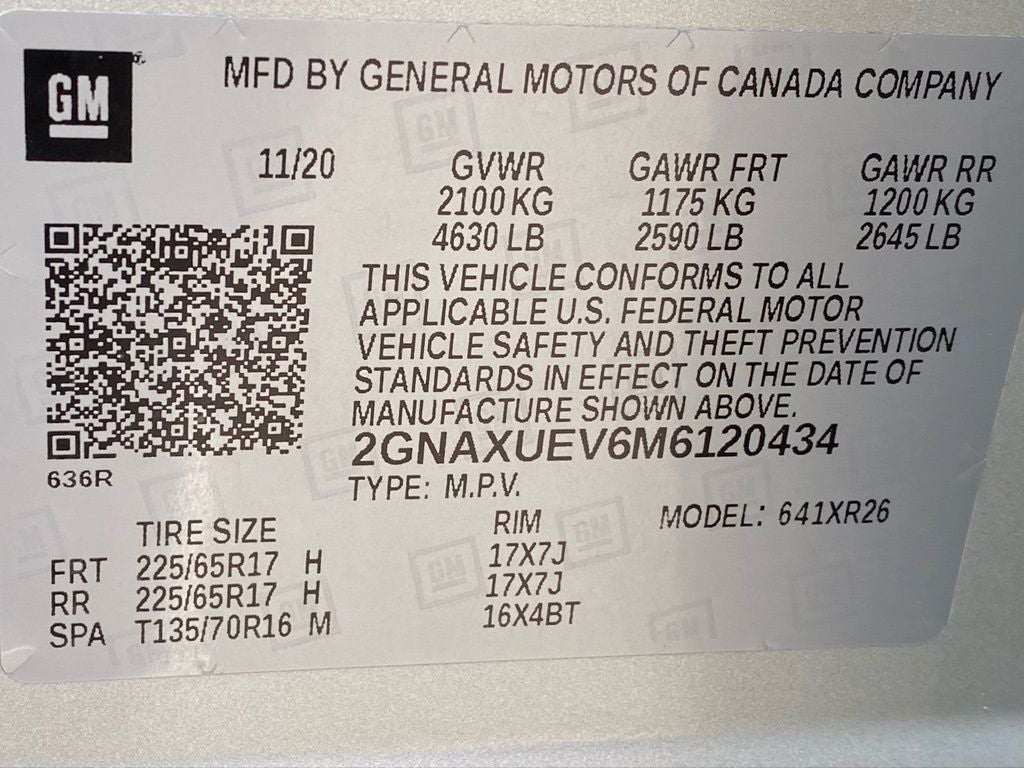 GM
MFD BY GENERAL MOTORS OF CANADA COMPANY
11/20 GVWR GAWR FRT GAWR RR
2100 KG 1175 KG 1200 KG
4630 LB 2590 LB 2645 LB
THIS VEHICLE CONFORMS TO ALL
APPLICABLE U.S. FEDERAL MOTOR
VEHICLE SAFETY AND THEFT PREVENTION
STANDARDS IN EFFECT ON THE DATE OF
MANUFACTURE SHOWN ABOVE.
2GNAXUEV6M6120434
636R
TYPE: M.P.V.
TIRE SIZE RIM MODEL: 641XR26
FRT 225/65R17 H 17X7J
RR 225/65R17 H 17X7J
SPA T135/70R16 M 16X4BT